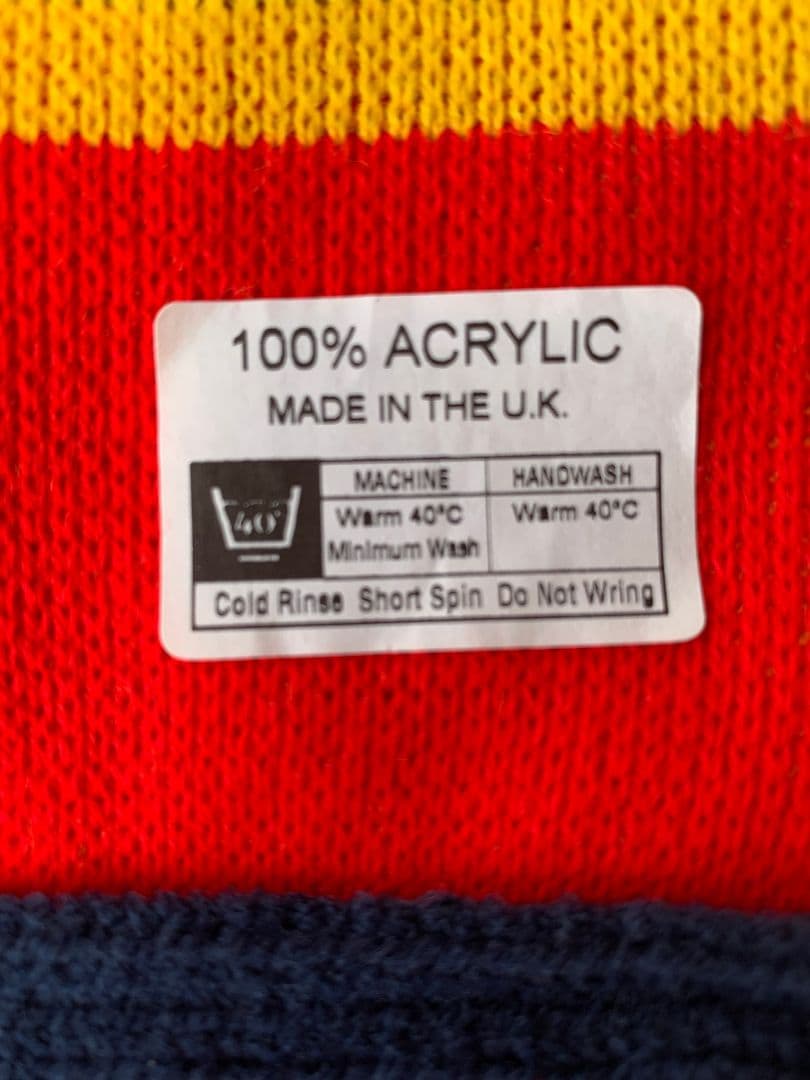 100% ACRYLIC
MADE IN THE U.K.
MACHINE HANDWASH
40° Warm 40°C Warm 40°C
Minimum Wash
Cold Rinse Short Spin Do Not Wring